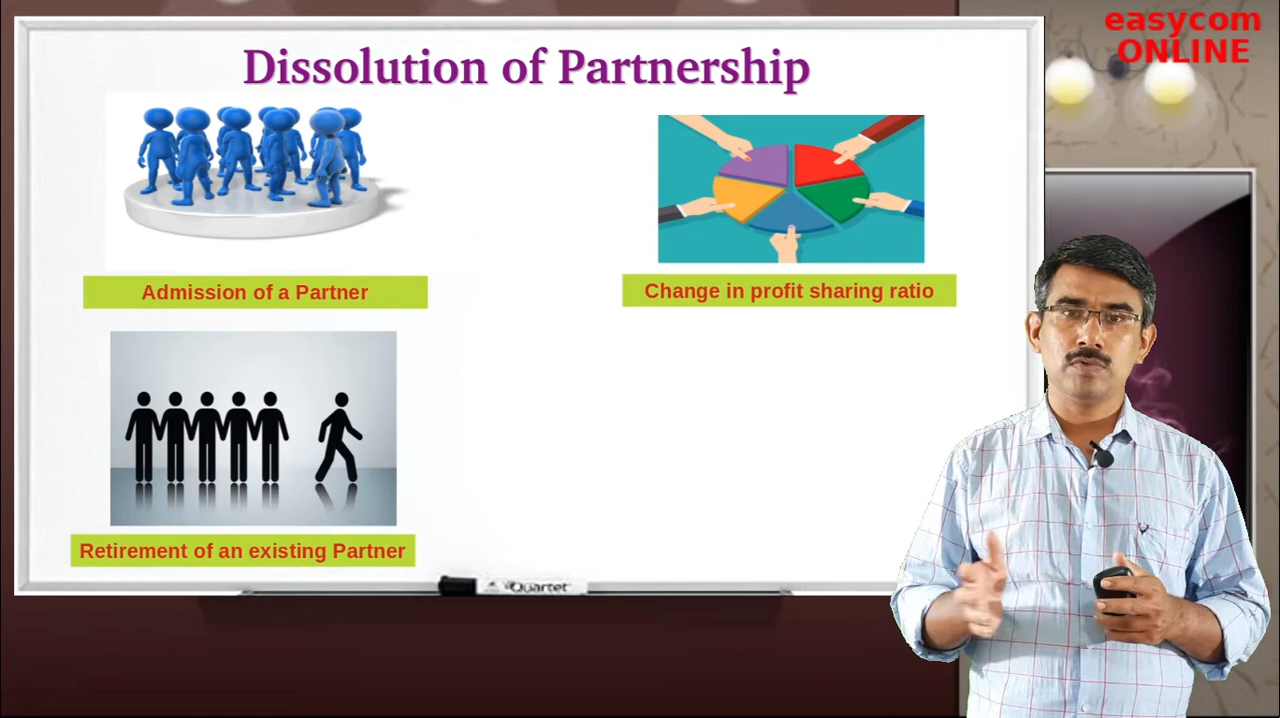 easycom
ONLINE
Dissolution of Partnership
Admission of a Partner
Change in profit sharing ratio
Retirement of an existing Partner
Quartet